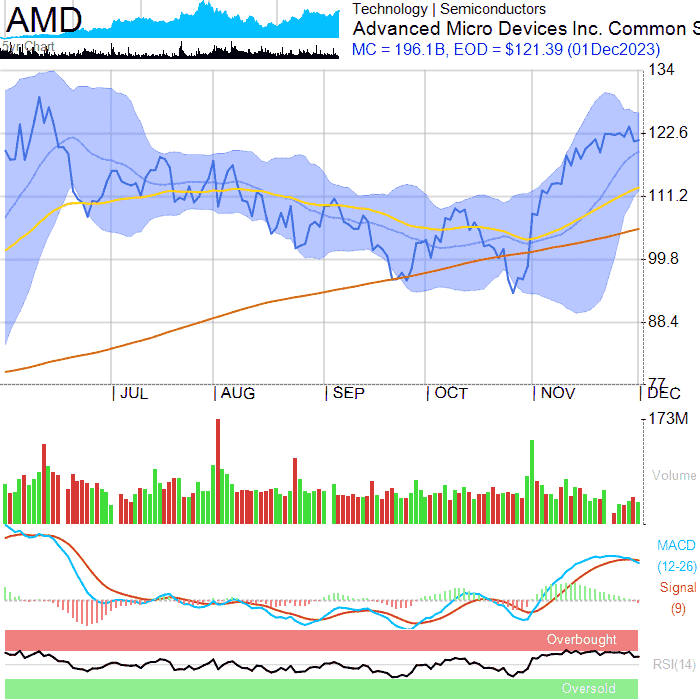 AMD
5yr Chart
Technology | Semiconductors
Advanced Micro Devices Inc. Common S
MC = 196.1B, EOD = $121.39 (01Dec2023)
134
122.6
111.2
99.8
88.4
77
JUL
AUG
SEP
OCT
NOV
DEC
173M
Volume
MACD
(12-26)
Signal
(9)
Overbought
RSI(14)
Oversold